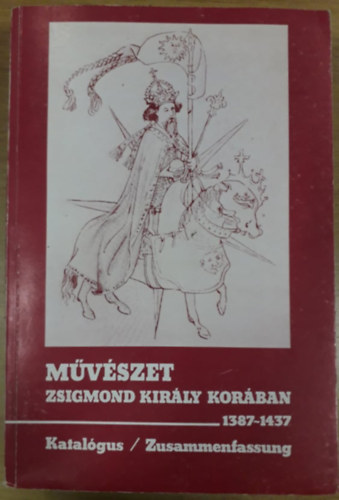 MŰVÉSZET
ZSIGMOND KIRÁLY KORÁBAN
1387-1437
Katalógus / Zusammenfassung